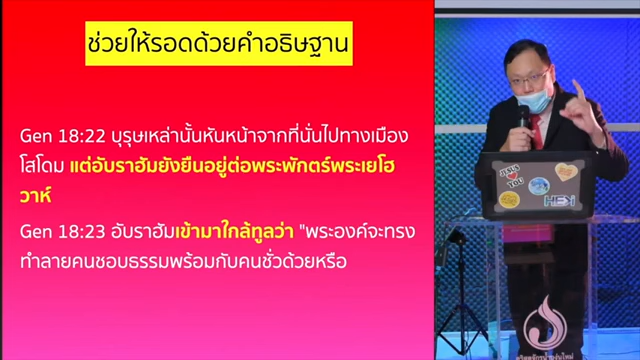 ช่วยให้รอดด้วยคำอธิษฐาน
Gen 18:22 บุรุษเหล่านั้นหันหน้าจากที่นั่นไปทางเมือง
โสโดม แต่อับราฮัมยังยืนอยู่ต่อพระพักตร์พระเยโฮ
วาห์
Gen 18:23 อับราฮัมเข้ามาใกล้ทูลว่า "พระองค์จะทรง
ทำลายคนชอบธรรมพร้อมกับคนชั่วด้วยหรือ
JESUS
YOU
HEY